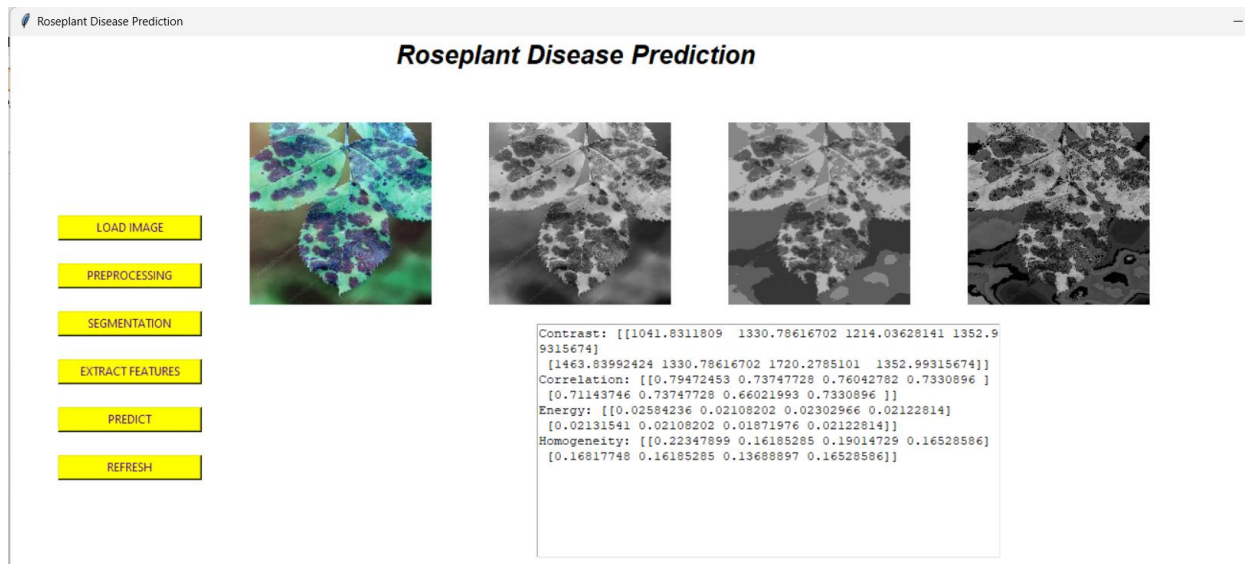 Roseplant Disease Prediction
Roseplant Disease Prediction
LOAD IMAGE
PREPROCESSING
SEGMENTATION
EXTRACT FEATURES
PREDICT
REFRESH
Contrast: [[1041.8311809  1330.78616702 1214.03628141 1352.9
9315674]
 [1463.83992424 1330.78616702 1720.2785101  1352.99315674]]
Correlation: [[0.79472453 0.73747728 0.76042782 0.7330896 ]
 [0.71143746 0.73747728 0.66021993 0.7330896 ]]
Energy: [[0.02584236 0.02108202 0.02302966 0.02122814]
 [0.02131541 0.02108202 0.01871976 0.02122814]]
Homogeneity: [[0.22347899 0.16185285 0.19014729 0.16528586]
 [0.16817748 0.16185285 0.13688897 0.16528586]]